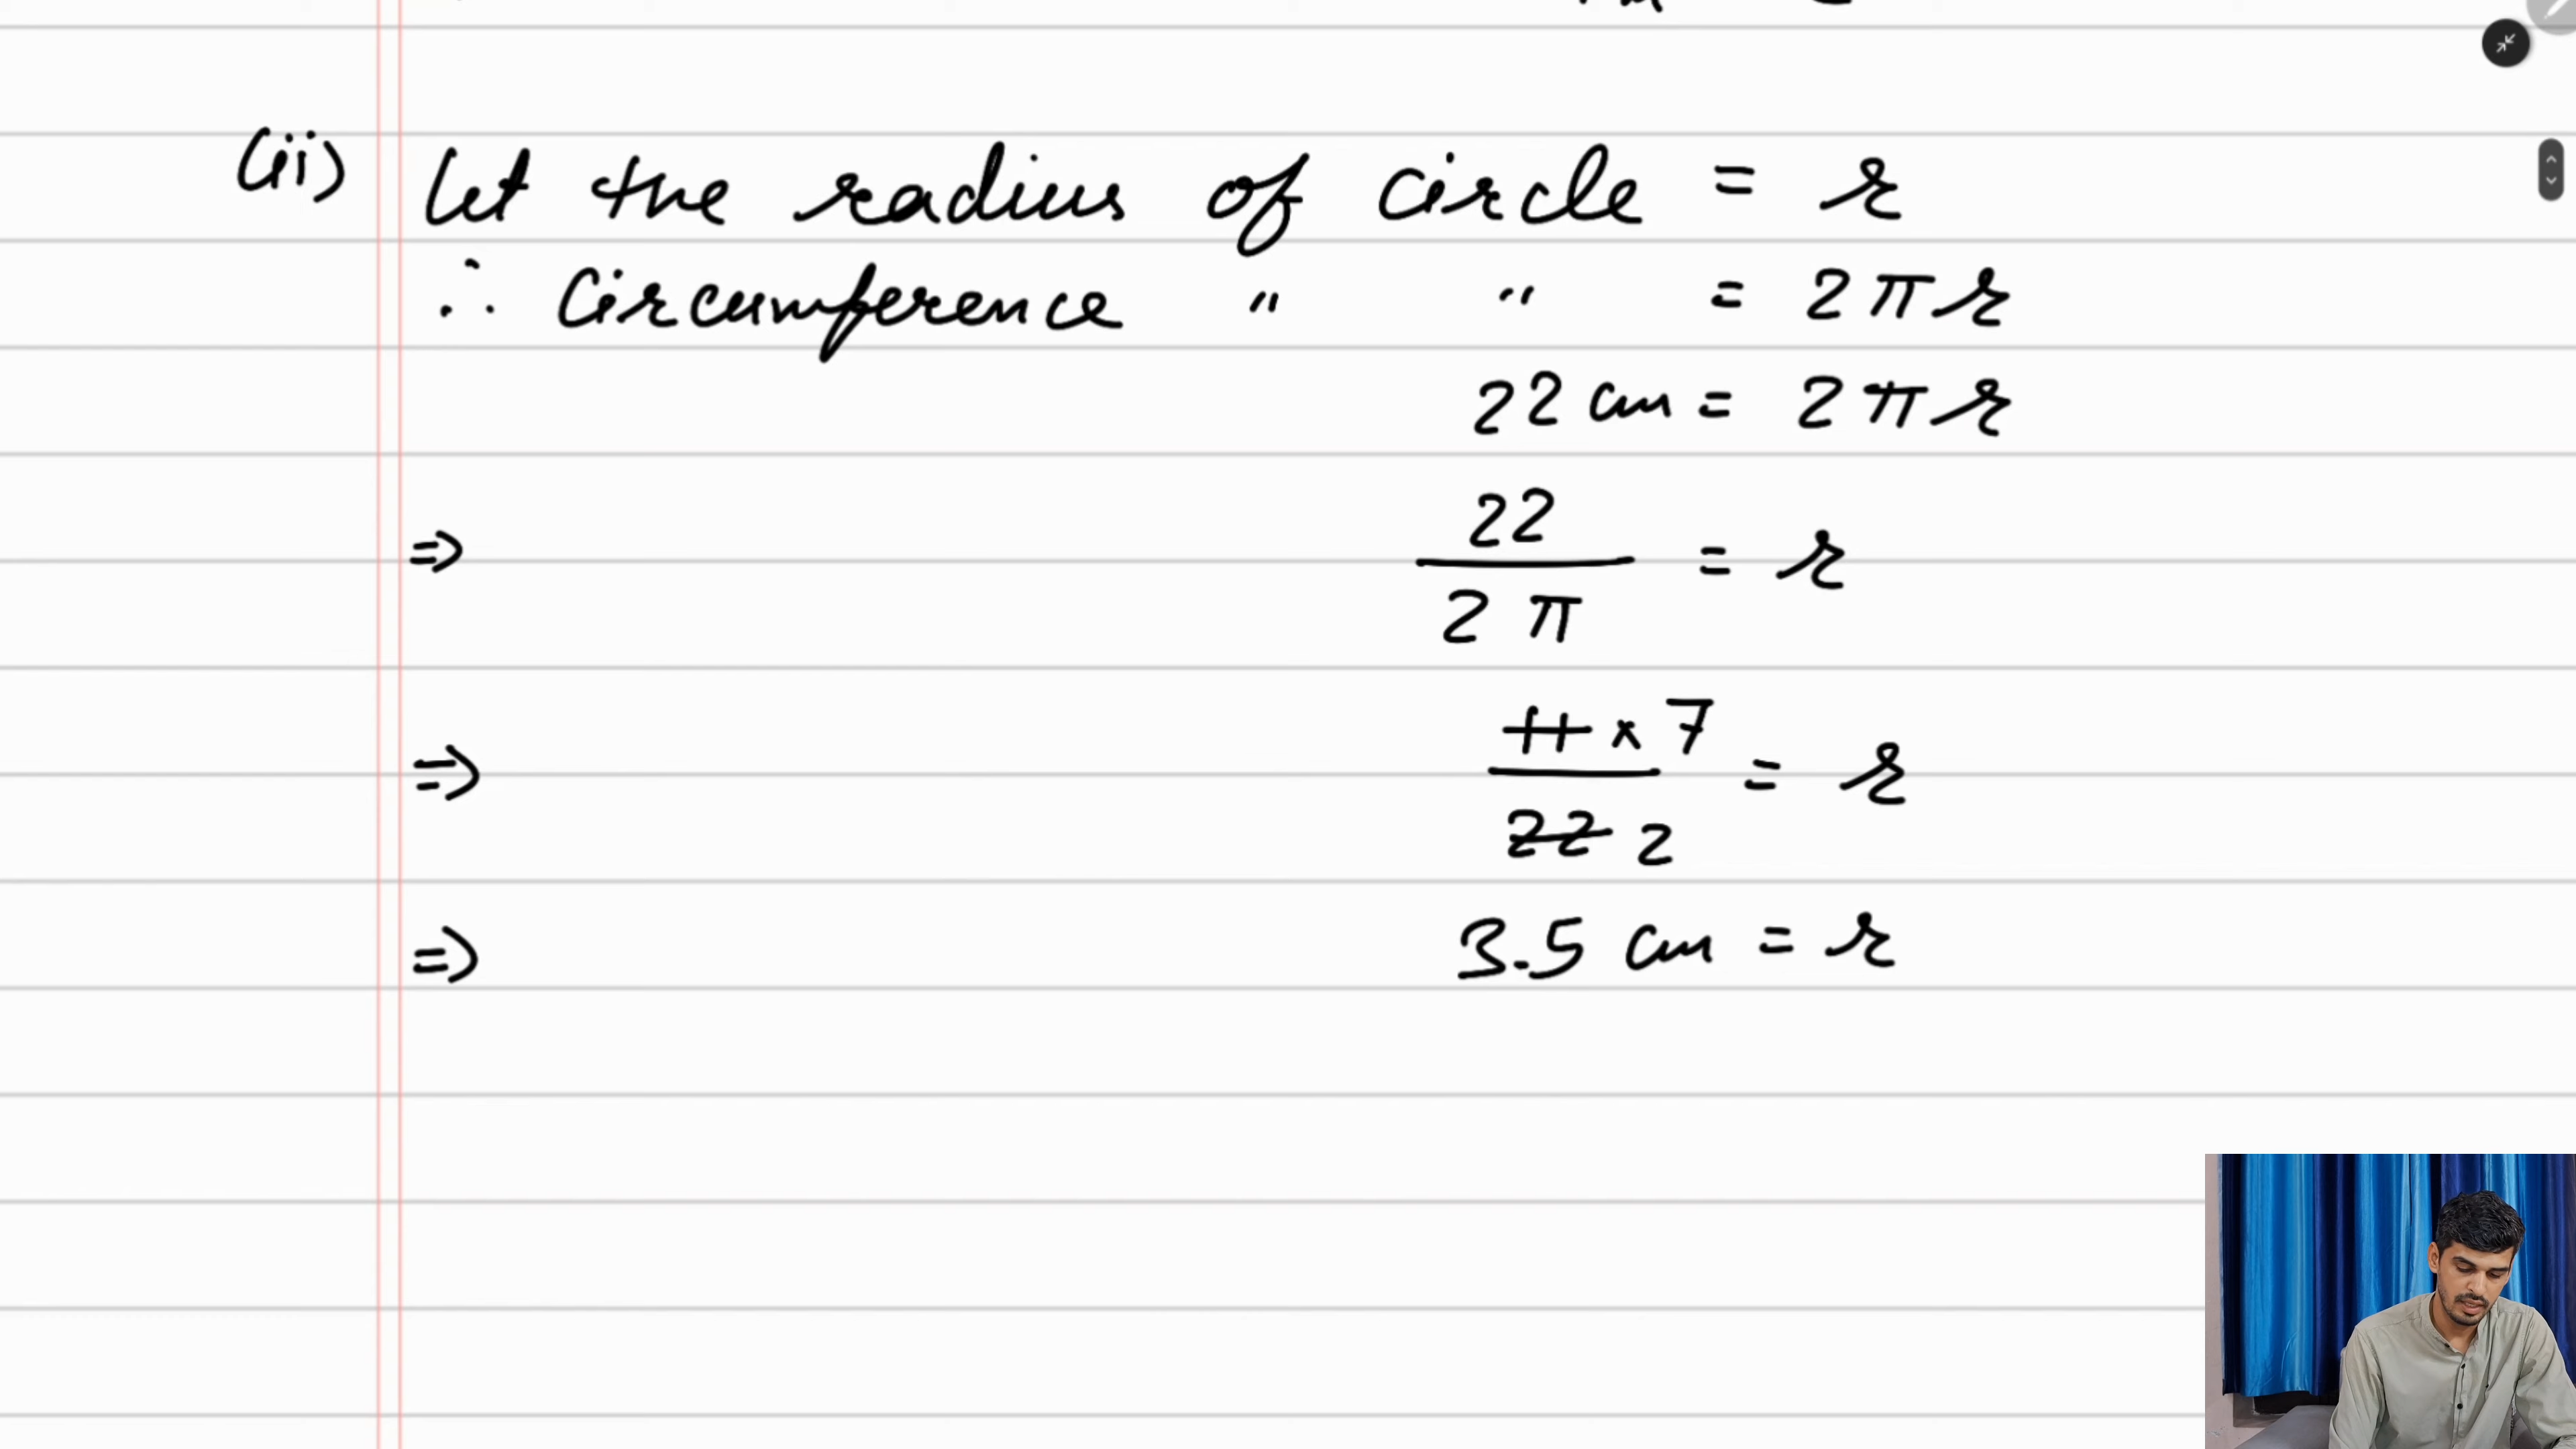 (ii) Let the radius of circle = r
∴ Circumference " " = 2πr
22 cm = 2πr
⇒ 22 / 2π = r
⇒ 11 × 7 / 22 2 = r
⇒ 3.5 cm = r